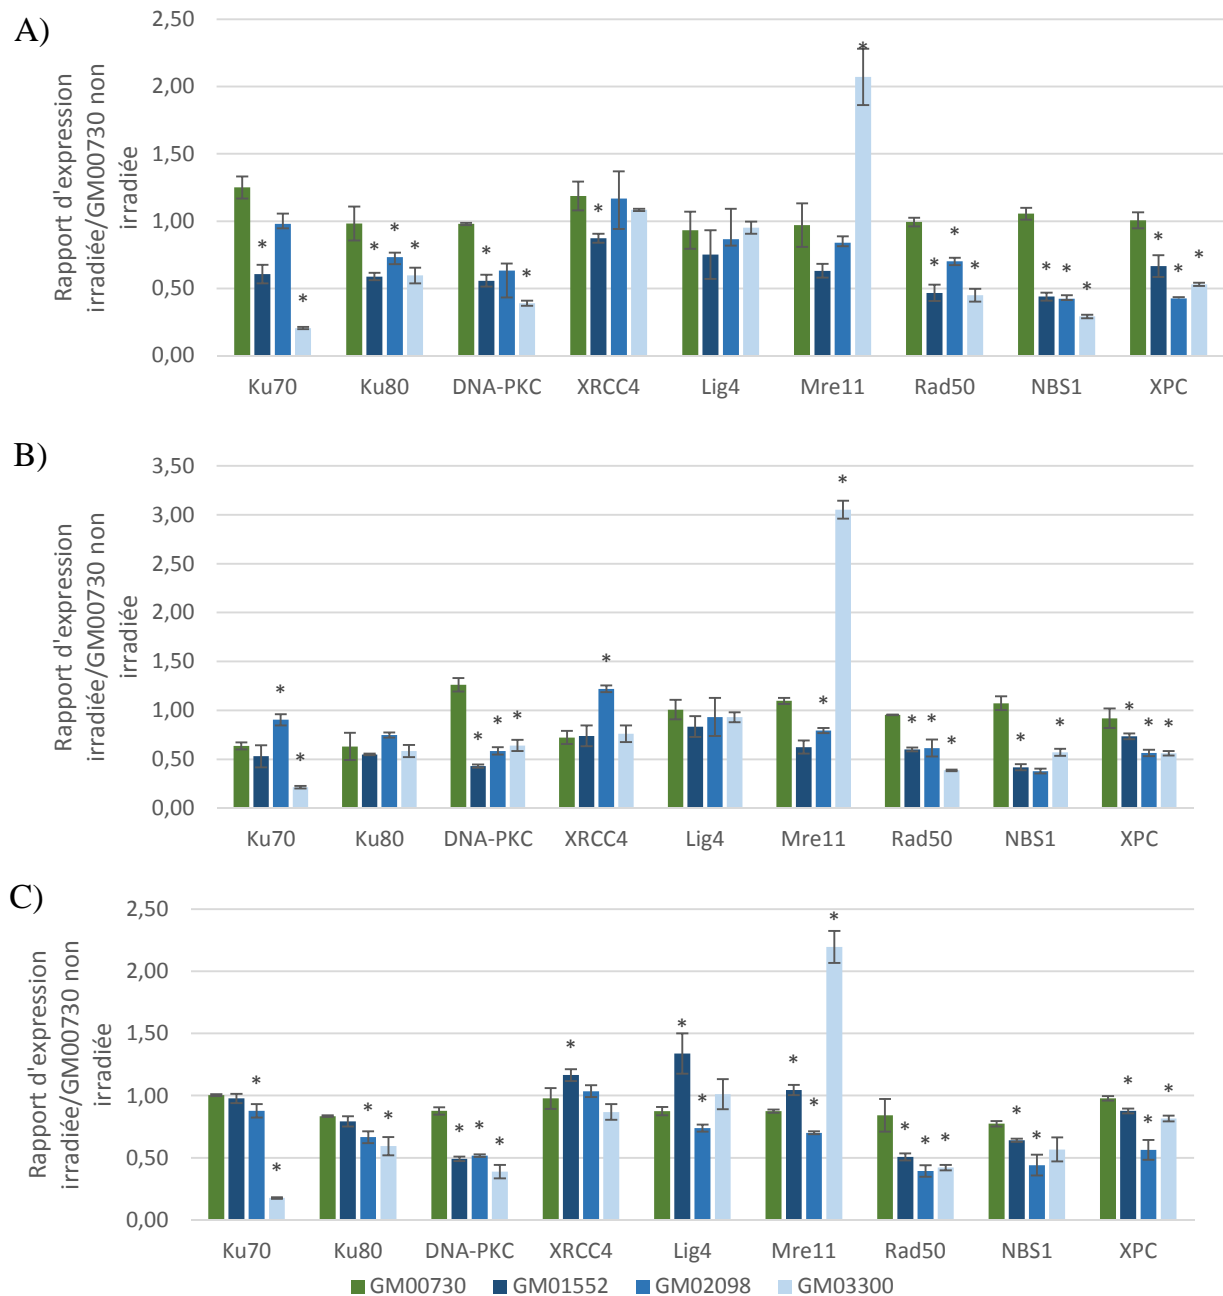 A)
Rapport d'expression
irradiée/GM00730 non
irradiée
2,50
2,00
1,50
1,00
0,50
0,00
* * * * * * * * * * * * * * * * *
Ku70 Ku80 DNA-PKC XRCC4 Lig4 Mre11 Rad50 NBS1 XPC
B)
Rapport d'expression
irradiée/GM00730 non
irradiée
3,50
3,00
2,50
2,00
1,50
1,00
0,50
0,00
* * * * * * * * * * * * * * * *
Ku70 Ku80 DNA-PKC XRCC4 Lig4 Mre11 Rad50 NBS1 XPC
C)
Rapport d'expression
irradiée/GM00730 non
irradiée
2,50
2,00
1,50
1,00
0,50
0,00
* * * * * * * * * * * * * * * * * * * * *
Ku70 Ku80 DNA-PKC XRCC4 Lig4 Mre11 Rad50 NBS1 XPC
GM00730 GM01552 GM02098 GM03300